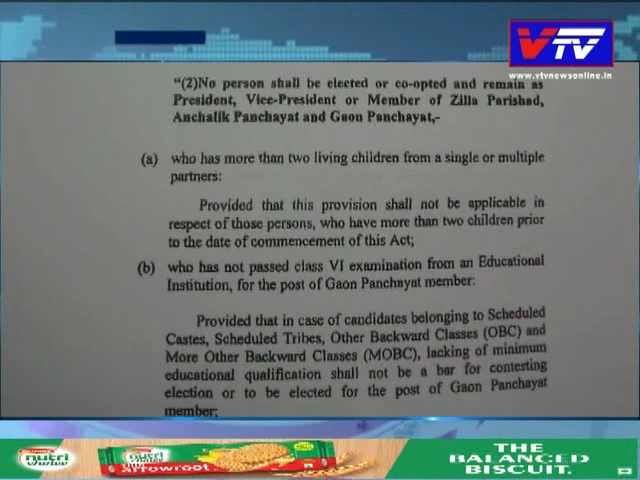 VTV
www.vtvnewsonline.in
"(2)No person shall be elected or co-opted and remain as
President, Vice-President or Member of Zilla Parishad,
Anchalik Panchayat and Gaon Panchayat,-
(a) who has more than two living children from a single or multiple
partners:
Provided that this provision shall not be applicable in
respect of those persons, who have more than two children prior
to the date of commencement of this Act;
(b) who has not passed class VI examination from an Educational
Institution, for the post of Gaon Panchayat member:
Provided that in case of candidates belonging to Scheduled
Castes, Scheduled Tribes, Other Backward Classes (OBC) and
More Other Backward Classes (MOBC), lacking of minimum
educational qualification shall not be a bar for contesting
election or to be elected for the post of Gaon Panchayat
member;
nutri
choice
nutri
arrowroot
THE
BALANCED
BISCUIT.